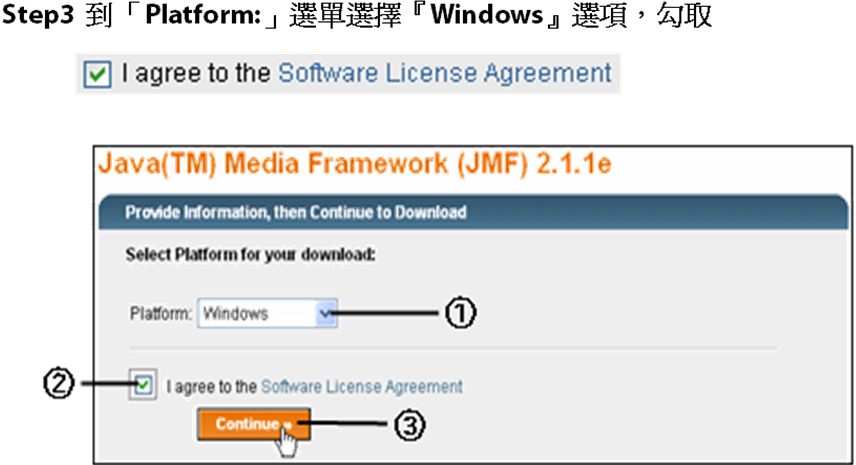 Step3 到「Platform:」選單選擇『Windows』選項，勾取
I agree to the Software License Agreement
Java(TM) Media Framework (JMF) 2.1.1e
Provide Information, then Continue to Download
Select Platform for your download:
Platform: Windows ①
② I agree to the Software License Agreement
Continue » ③